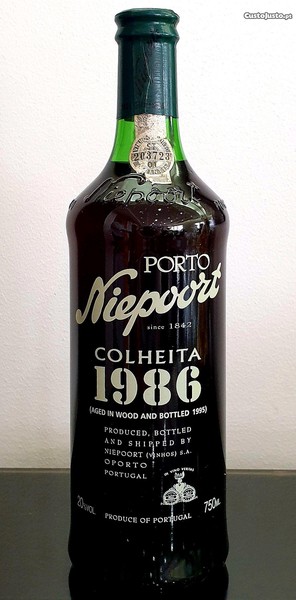 CustoJusto.pt
203723
Niepoort
PORTO
Niepoort
since 1842
COLHEITA
1986
(AGED IN WOOD AND BOTTLED 1995)
PRODUCED, BOTTLED
AND SHIPPED BY
NIEPOORT (VINHOS) S.A.
OPORTO
PORTUGAL
20%VOL
750ML
PRODUCE OF PORTUGAL